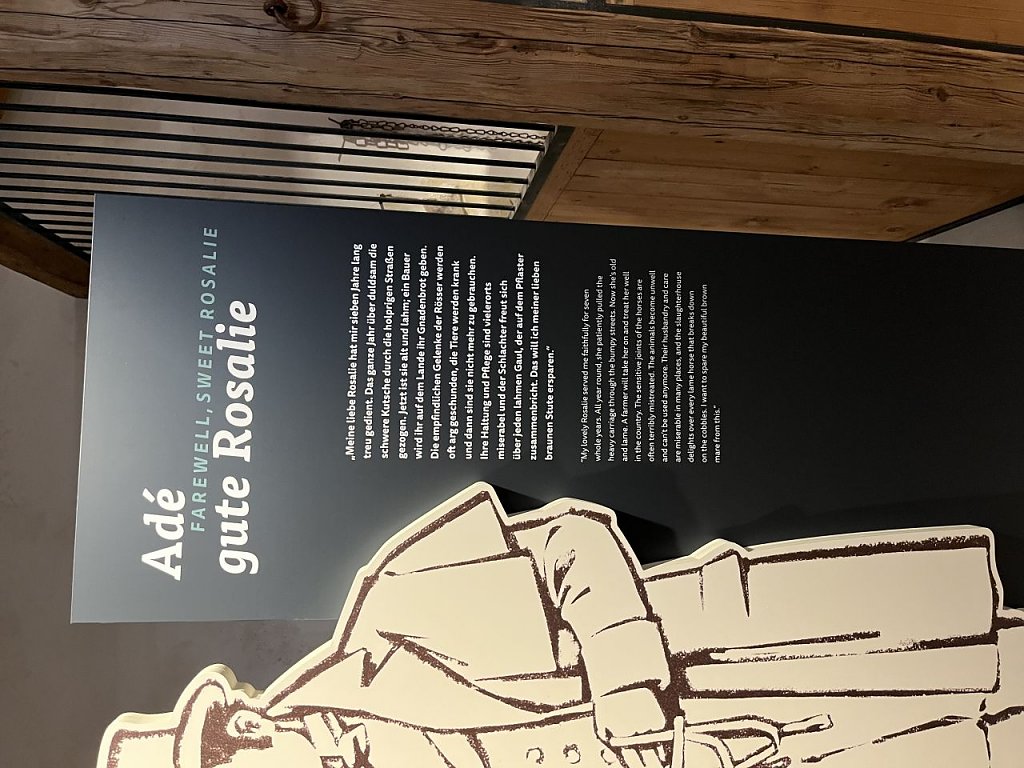 Adé
FAREWELL, SWEET ROSALIE
gute Rosalie
„Meine liebe Rosalie hat mir sieben Jahre lang
treu gedient. Das ganze Jahr über duldsam die
schwere Kutsche durch die holprigen Straßen
gezogen. Jetzt ist sie alt und lahm; ein Bauer
wird ihr auf dem Lande ihr Gnadenbrot geben.
Die empfindlichen Gelenke der Rösser werden
oft arg geschunden, die Tiere werden krank
und dann sind sie nicht mehr zu gebrauchen.
Ihre Haltung und Pflege sind vielerorts
miserabel und der Schlachter freut sich
über jeden lahmen Gaul, der auf dem Pflaster
zusammenbricht. Das will ich meiner lieben
braunen Stute ersparen.“
"My lovely Rosalie served me faithfully for seven
whole years. All year round, she patiently pulled the
heavy carriage through the bumpy streets. Now she's old
and lame. A farmer will take her on and treat her well
in the country. The sensitive joints of the horses are
often terribly mistreated. The animals become unwell
and can't be used anymore. Their husbandry and care
are miserable in many places, and the slaughterhouse
delights over every lame horse that breaks down
on the cobbles. I want to spare my beautiful brown
mare from this."